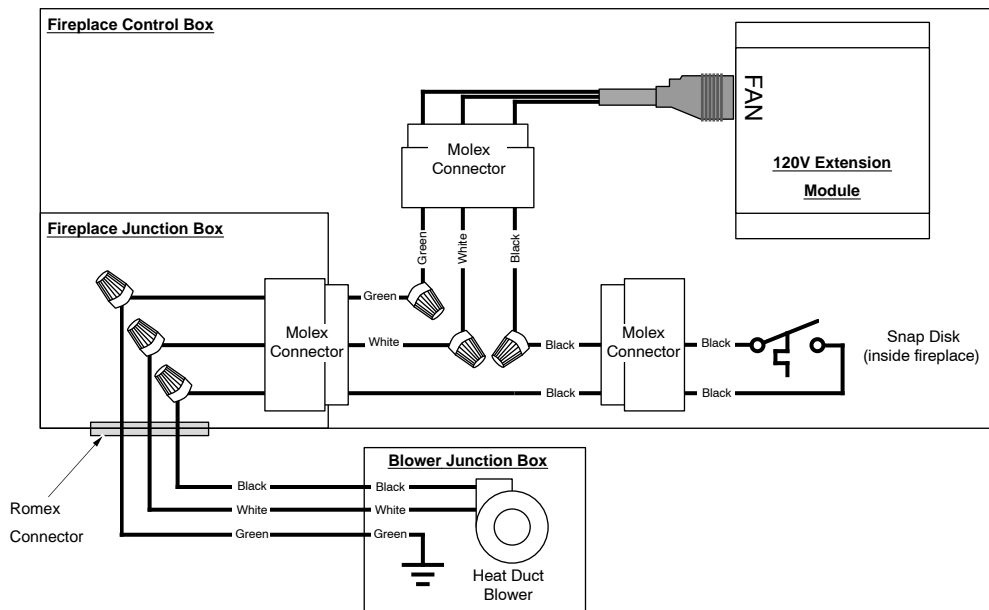 Fireplace Control Box
FAN
120V Extension
Module
Molex
Connector
Fireplace Junction Box
Green
White
Black
Green
White
Black
Black
Molex
Connector
Black
Molex
Connector
Black
Black
Snap Disk
(inside fireplace)
Romex
Connector
Blower Junction Box
Black
Black
White
White
Green
Green
Heat Duct
Blower